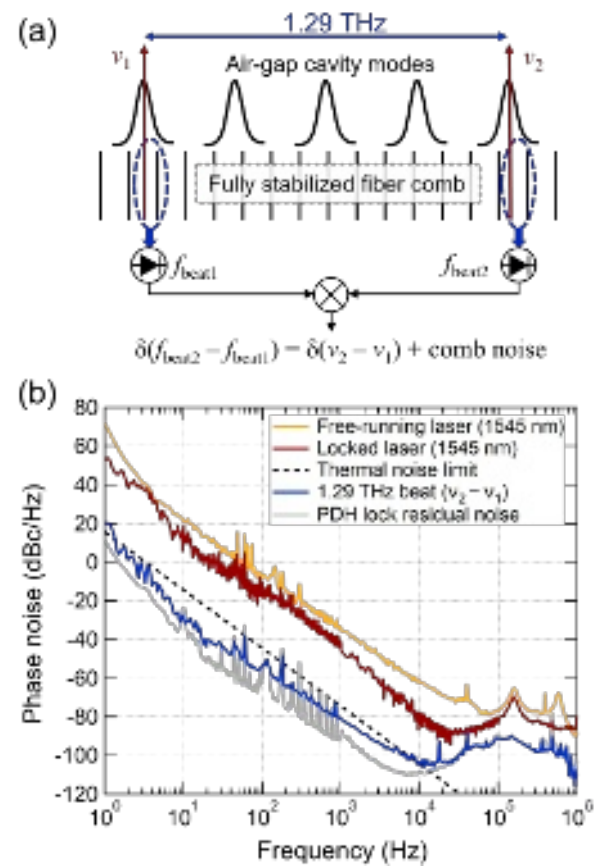 (a)
1.29 THz
ν1
ν2
Air-gap cavity modes
Fully stabilized fiber comb
fbeat1
fbeat2
δ(fbeat2 − fbeat1) = δ(ν2 − ν1) + comb noise
(b)
Free-running laser (1545 nm)
Locked laser (1545 nm)
Thermal noise limit
1.29 THz beat (ν2 − ν1)
PDH lock residual noise
Phase noise (dBc/Hz)
80
60
40
20
0
-20
-40
-60
-80
-100
-120
10^0 10^1 10^2 10^3 10^4 10^5 10^6
Frequency (Hz)